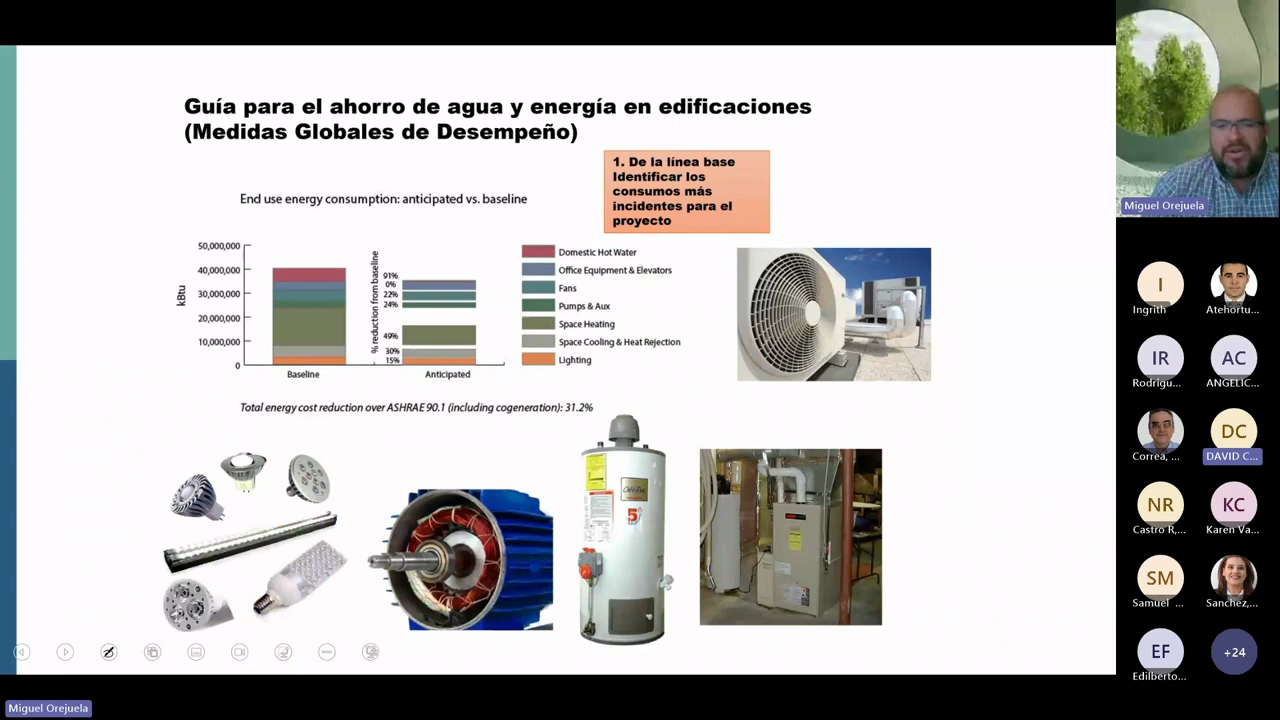 Guía para el ahorro de agua y energía en edificaciones
(Medidas Globales de Desempeño)
1. De la línea base
Identificar los
consumos más
incidentes para el
proyecto
End use energy consumption: anticipated vs. baseline
kBtu
50,000,000
40,000,000
30,000,000
20,000,000
10,000,000
0
Baseline
% reduction from baseline
91%
0%
22%
24%
49%
30%
15%
Anticipated
Domestic Hot Water
Office Equipment & Elevators
Fans
Pumps & Aux
Space Heating
Space Cooling & Heat Rejection
Lighting
Total energy cost reduction over ASHRAE 90.1 (including cogeneration): 31.2%
5
Miguel Orejuela
I
Ingrith
Atehortu...
IR
Rodrigu...
AC
ANGELIC...
Correa, ...
DC
DAVID C...
NR
Castro R,...
KC
Karen Va...
SM
Samuel ...
Sanchez,...
EF
Edilberto...
+24
Miguel Orejuela